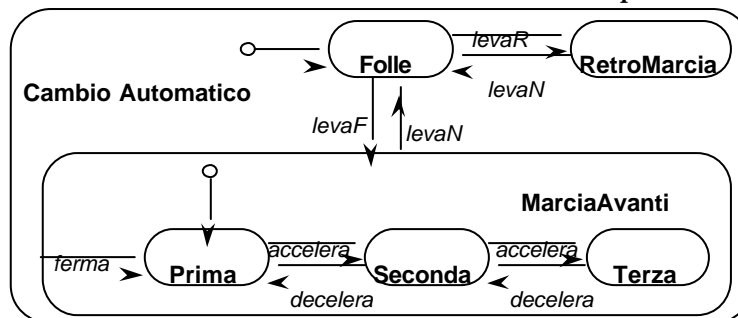 levaR
Folle
RetroMarcia
Cambio Automatico
levaN
levaF
levaN
MarciaAvanti
ferma
Prima
accelera
Seconda
accelera
Terza
decelera
decelera